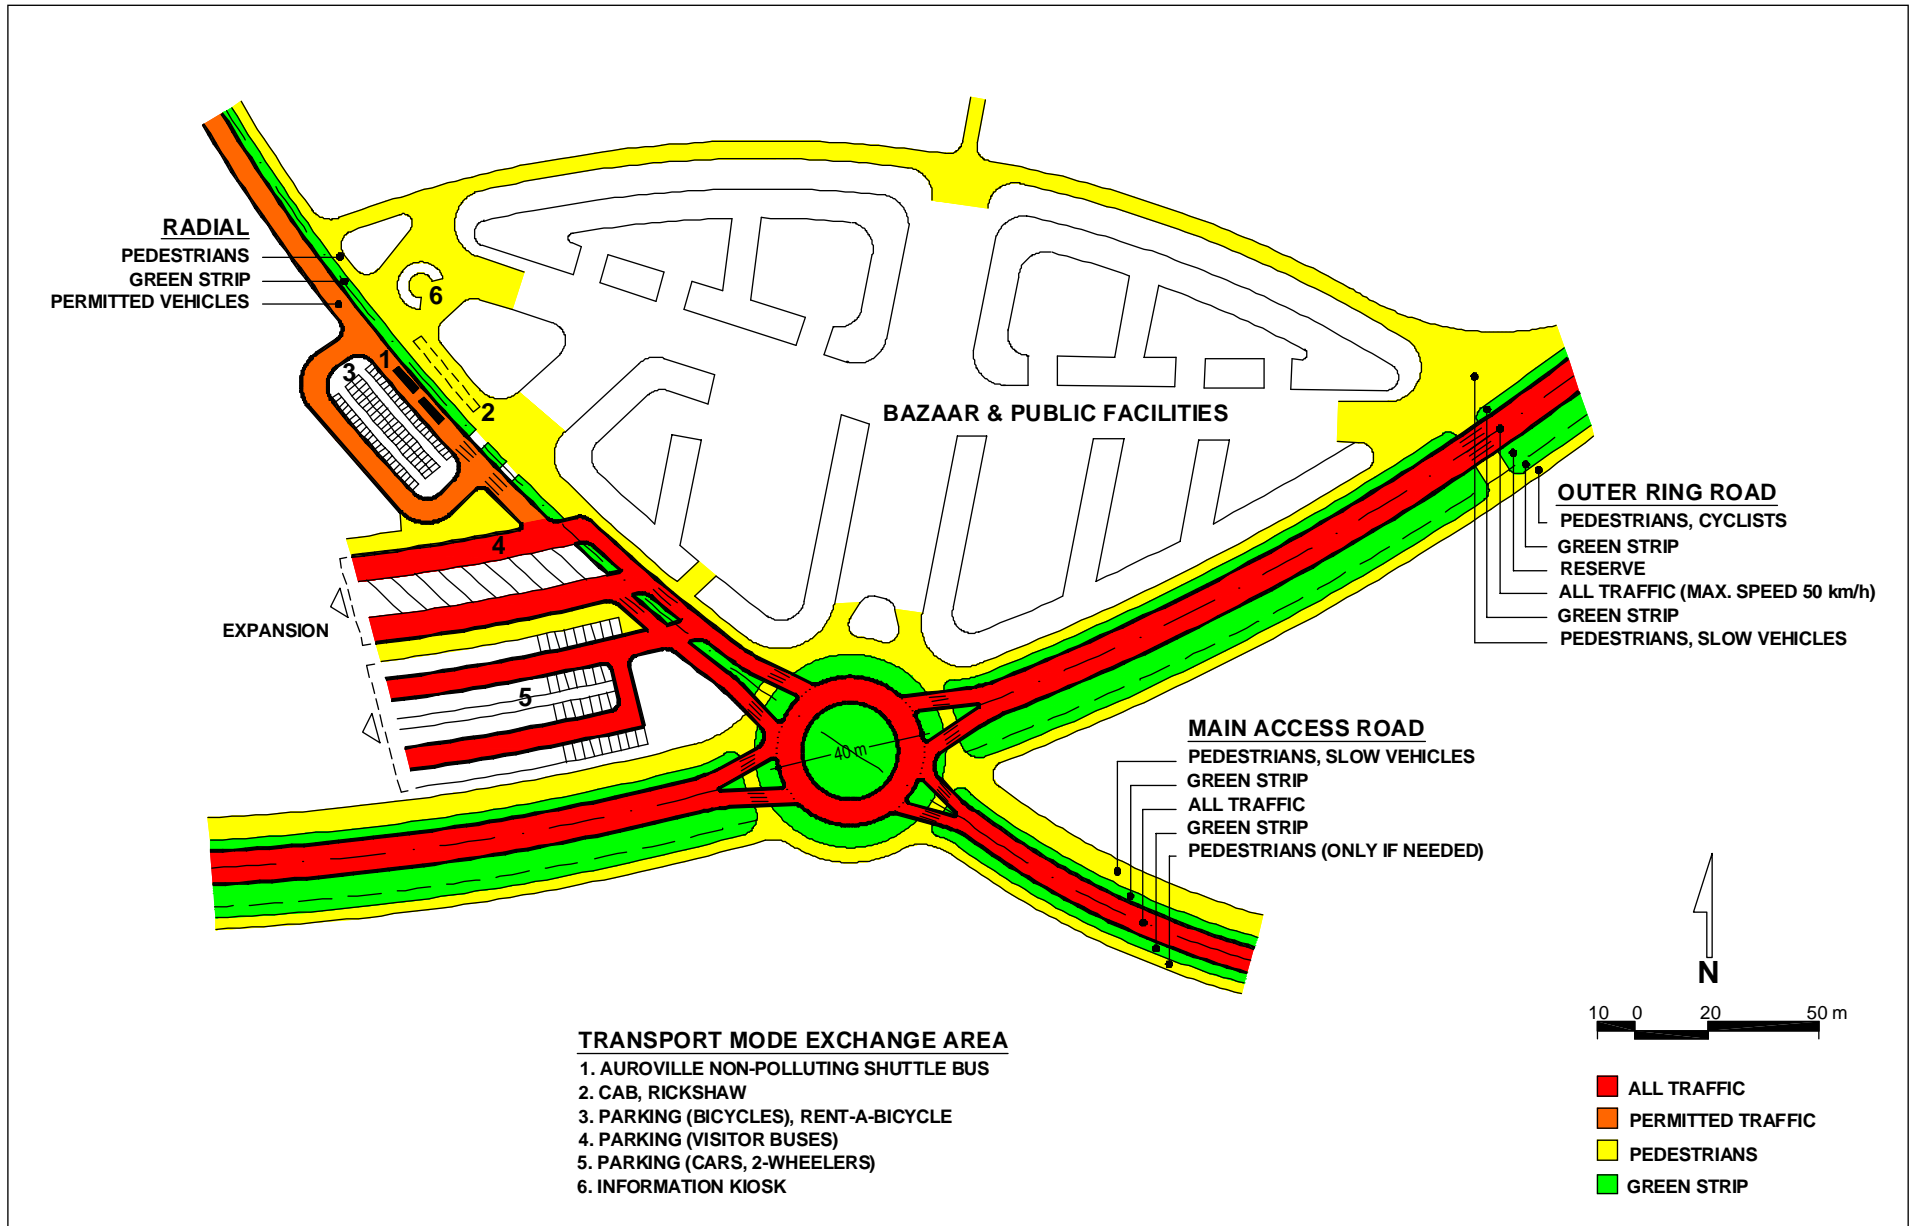 RADIAL
PEDESTRIANS
GREEN STRIP
PERMITTED VEHICLES
6
1
3
2
BAZAAR & PUBLIC FACILITIES
4
EXPANSION
5
40 m
OUTER RING ROAD
PEDESTRIANS, CYCLISTS
GREEN STRIP
RESERVE
ALL TRAFFIC (MAX. SPEED 50 km/h)
GREEN STRIP
PEDESTRIANS, SLOW VEHICLES
MAIN ACCESS ROAD
PEDESTRIANS, SLOW VEHICLES
GREEN STRIP
ALL TRAFFIC
GREEN STRIP
PEDESTRIANS (ONLY IF NEEDED)
N
10 0 20 50 m
TRANSPORT MODE EXCHANGE AREA
1. AUROVILLE NON-POLLUTING SHUTTLE BUS
2. CAB, RICKSHAW
3. PARKING (BICYCLES), RENT-A-BICYCLE
4. PARKING (VISITOR BUSES)
5. PARKING (CARS, 2-WHEELERS)
6. INFORMATION KIOSK
ALL TRAFFIC
PERMITTED TRAFFIC
PEDESTRIANS
GREEN STRIP